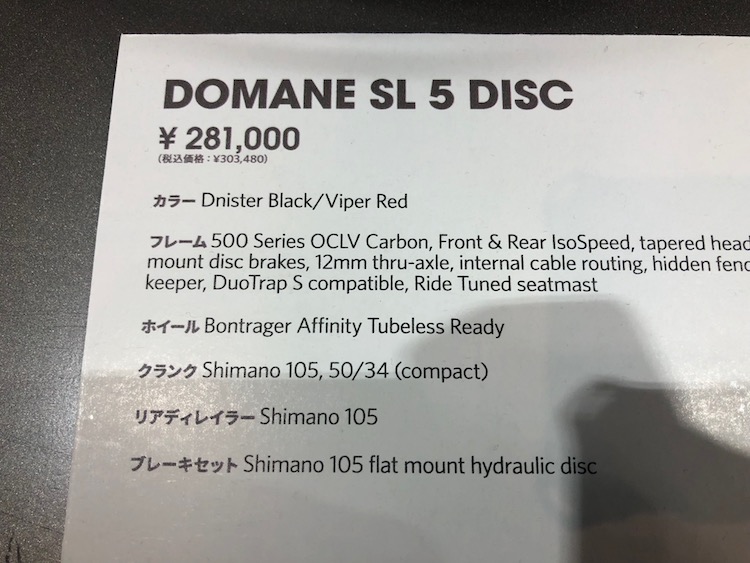 DOMANE SL 5 DISC
¥ 281,000
(税込価格：¥303,480)
カラー Dnister Black/Viper Red
フレーム 500 Series OCLV Carbon, Front & Rear IsoSpeed, tapered head
mount disc brakes, 12mm thru-axle, internal cable routing, hidden
keeper, DuoTrap S compatible, Ride Tuned seatmast
ホイール Bontrager Affinity Tubeless Ready
クランク Shimano 105, 50/34 (compact)
リアディレイラー Shimano 105
ブレーキセット Shimano 105 flat mount hydraulic disc